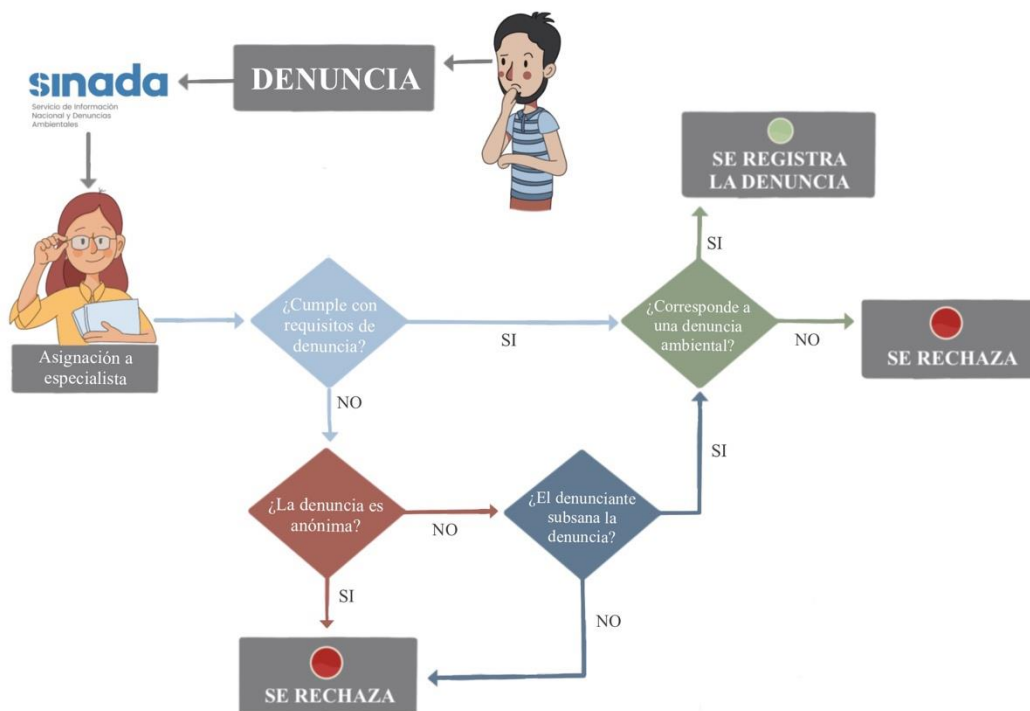 DENUNCIA
sinada
Servicio de Información
Nacional y Denuncias
Ambientales
SE REGISTRA
LA DENUNCIA
SI
¿Cumple con
requisitos de
denuncia?
SI
¿Corresponde a
una denuncia
ambiental?
NO
SE RECHAZA
Asignación a
especialista
NO
SI
¿La denuncia es
anónima?
NO
¿El denunciante
subsana la
denuncia?
SI
NO
SE RECHAZA